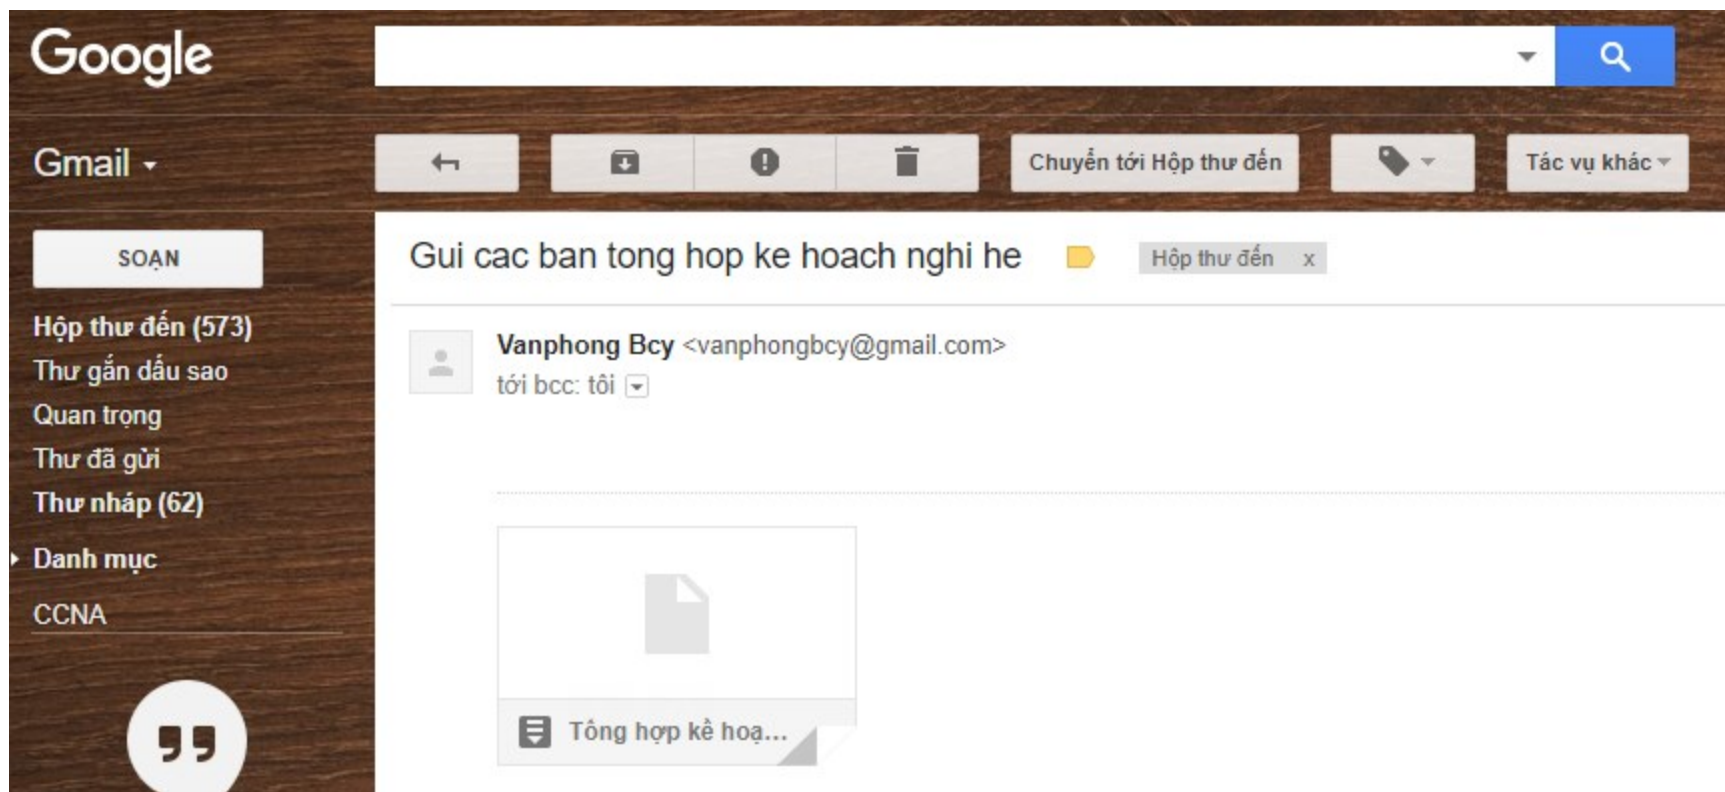 Google
Gmail
Chuyển tới Hộp thư đến
Tác vụ khác
SOẠN
Gui cac ban tong hop ke hoach nghi he
Hộp thư đến x
Hộp thư đến (573)
Thư gắn dấu sao
Quan trọng
Thư đã gửi
Thư nháp (62)
Danh mục
CCNA
Vanphong Bcy <vanphongbcy@gmail.com>
tới bcc: tôi
Tổng hợp kế hoạ...